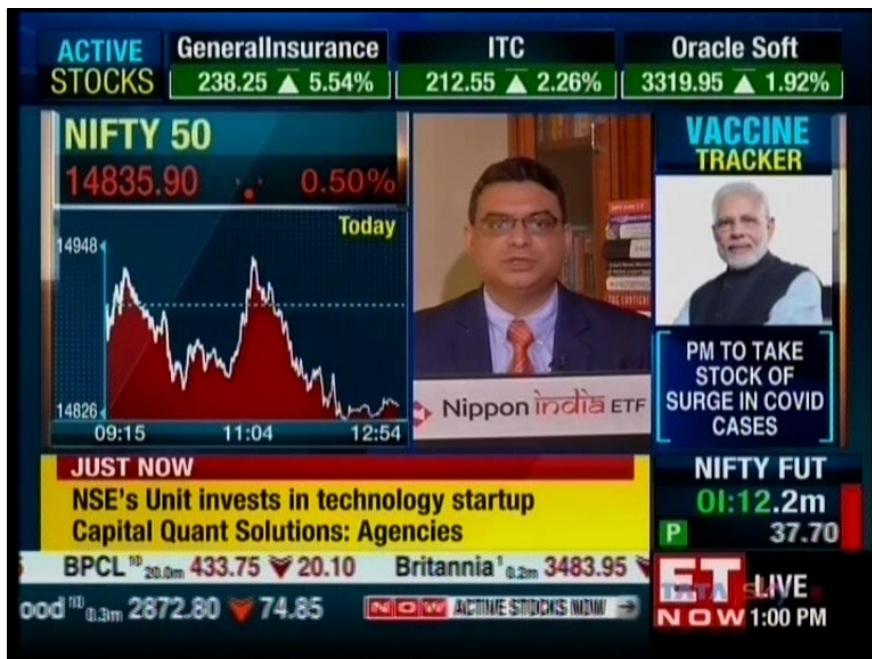 ACTIVE
STOCKS
GeneralInsurance
238.25 ▲ 5.54%
ITC
212.55 ▲ 2.26%
Oracle Soft
3319.95 ▲ 1.92%
NIFTY 50
14835.90 0.50%
Today
14948
14826
09:15 11:04 12:54
Nippon india ETF
VACCINE
TRACKER
PM TO TAKE
STOCK OF
SURGE IN COVID
CASES
JUST NOW
NSE's Unit invests in technology startup
Capital Quant Solutions: Agencies
NIFTY FUT
OI:12.2m
P 37.70
BPCL 20.0m 433.75 ▼ 20.10 Britannia 0.2m 3483.95
ood 0.3m 2872.80 ▼ 74.85 NOW ACTIVE STOCKS NOW
ET
NOW
TATA sky
LIVE
1:00 PM